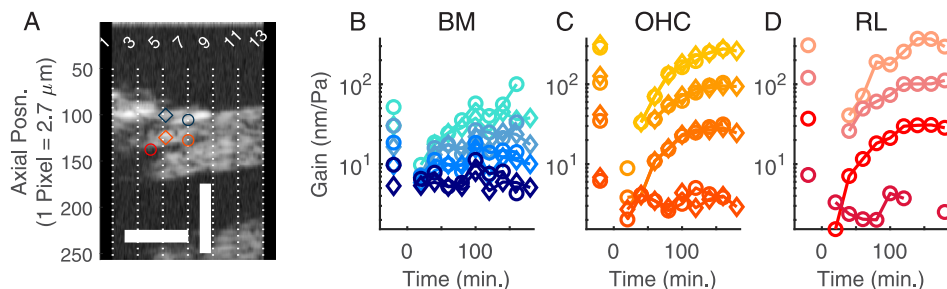 A
B BM
C OHC
D RL
1 3 5 7 9 11 13
50
100
150
200
250
Axial Posn.
(1 Pixel = 2.7 μm)
Gain (nm/Pa)
10²
10¹
0 100
Time (min.)
10²
10¹
0 100
Time (min.)
10²
10¹
0 100
Time (min.)